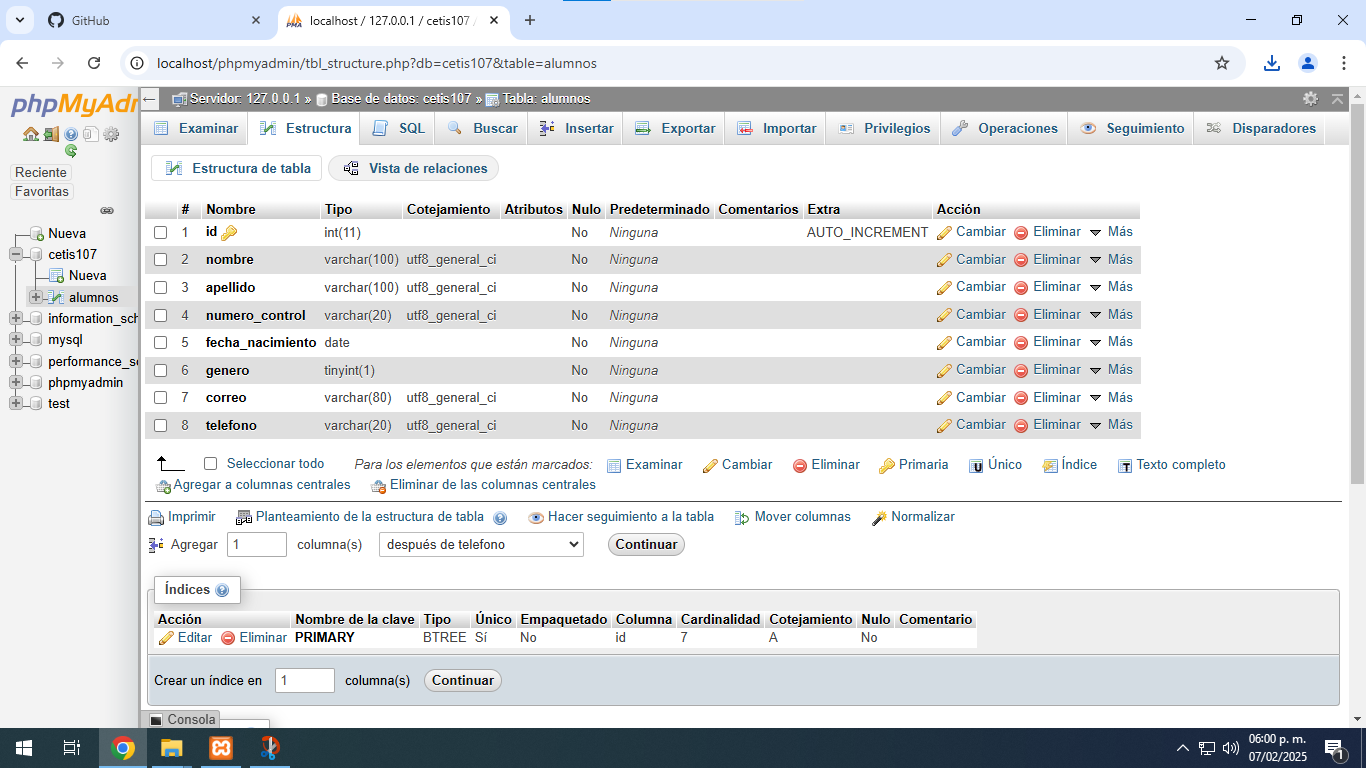 GitHub
localhost / 127.0.0.1 / cetis107 /
localhost/phpmyadmin/tbl_structure.php?db=cetis107&table=alumnos
phpMyAdm
Reciente
Favoritas
Nueva
cetis107
Nueva
alumnos
information_sch
mysql
performance_sc
phpmyadmin
test
Servidor: 127.0.0.1 » Base de datos: cetis107 » Tabla: alumnos
Examinar Estructura SQL Buscar Insertar Exportar Importar Privilegios Operaciones Seguimiento Disparadores
Estructura de tabla Vista de relaciones
# Nombre Tipo Cotejamiento Atributos Nulo Predeterminado Comentarios Extra Acción
1 id int(11) No Ninguna AUTO_INCREMENT Cambiar Eliminar Más
2 nombre varchar(100) utf8_general_ci No Ninguna Cambiar Eliminar Más
3 apellido varchar(100) utf8_general_ci No Ninguna Cambiar Eliminar Más
4 numero_control varchar(20) utf8_general_ci No Ninguna Cambiar Eliminar Más
5 fecha_nacimiento date No Ninguna Cambiar Eliminar Más
6 genero tinyint(1) No Ninguna Cambiar Eliminar Más
7 correo varchar(80) utf8_general_ci No Ninguna Cambiar Eliminar Más
8 telefono varchar(20) utf8_general_ci No Ninguna Cambiar Eliminar Más
Seleccionar todo Para los elementos que están marcados: Examinar Cambiar Eliminar Primaria Único Índice Texto completo
Agregar a columnas centrales Eliminar de las columnas centrales
Imprimir Planteamiento de la estructura de tabla Hacer seguimiento a la tabla Mover columnas Normalizar
Agregar 1 columna(s) después de telefono Continuar
Índices
Acción Nombre de la clave Tipo Único Empaquetado Columna Cardinalidad Cotejamiento Nulo Comentario
Editar Eliminar PRIMARY BTREE Sí No id 7 A No
Crear un índice en 1 columna(s) Continuar
Consola
06:00 p. m.
07/02/2025
1